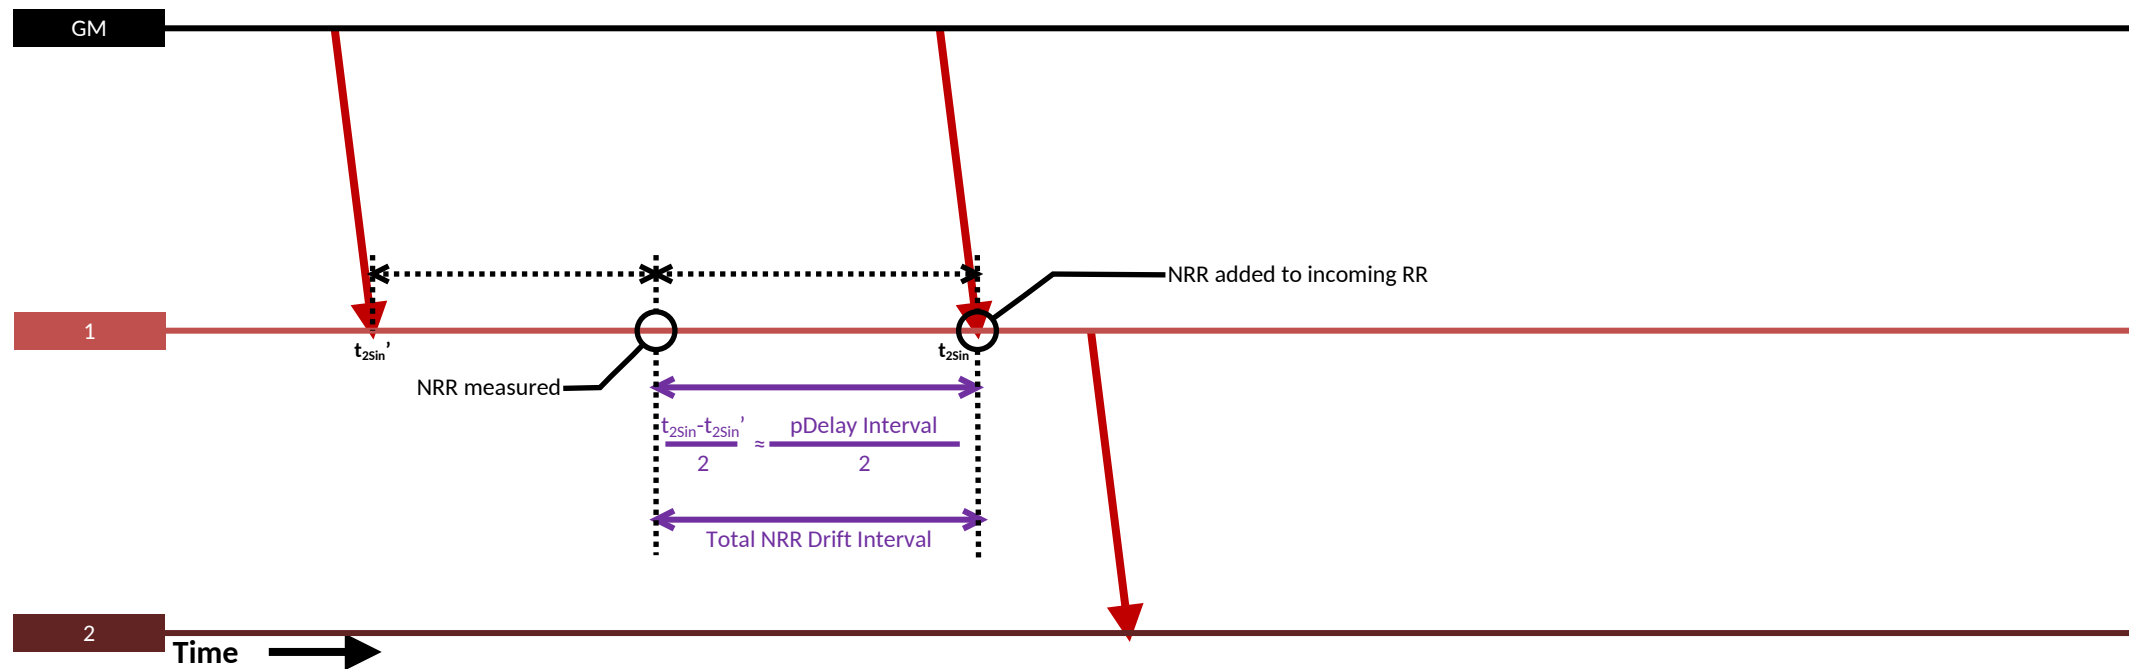 GM
NRR added to incoming RR
1
t2Sin’
t2Sin
NRR measured
t2Sin-t2Sin’ ≈ pDelay Interval
2 2
Total NRR Drift Interval
2
Time